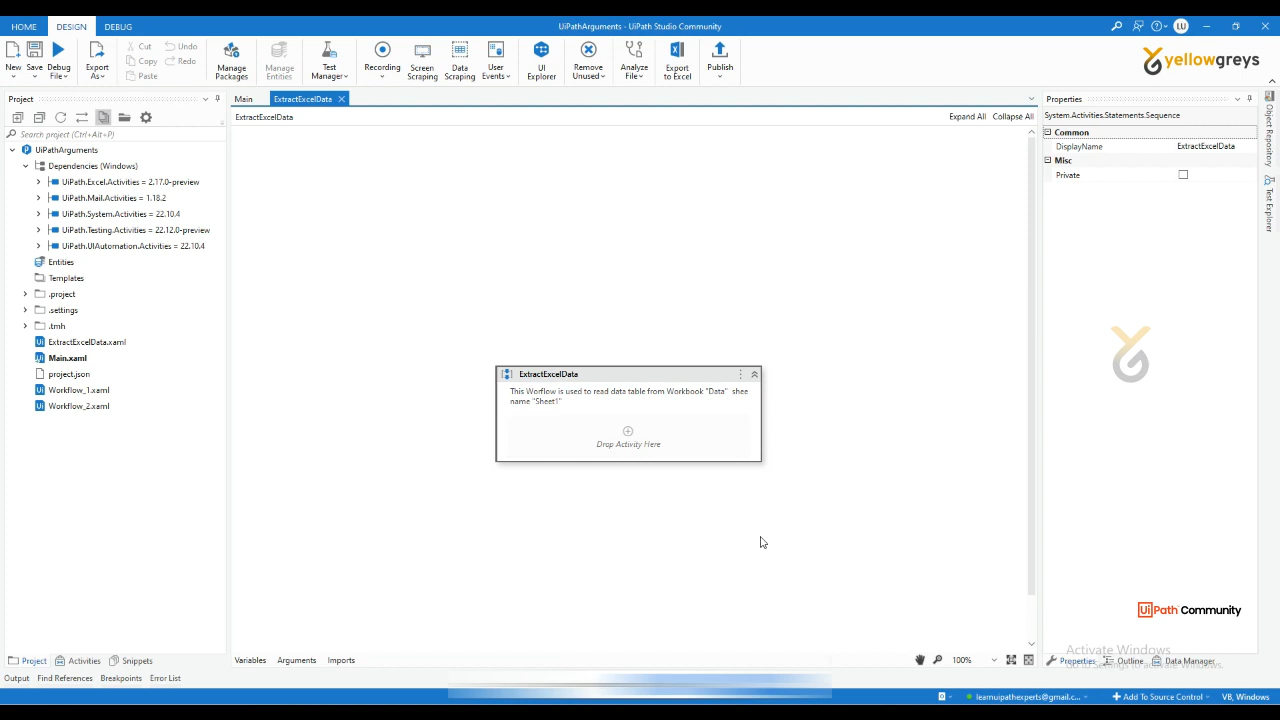 HOME DESIGN DEBUG UiPathArguments - UiPath Studio Community LU
New Save Debug File Export As Cut Copy Paste Undo Redo Manage Packages Manage Entities Test Manager Recording Screen Scraping Data Scraping User Events UI Explorer Remove Unused Analyze File Export to Excel Publish
yellowgreys
Project
Main ExtractExcelData
Properties
ExtractExcelData Expand All Collapse All
System.Activities.Statements.Sequence
Search project (Ctrl+Alt+P)
Common
DisplayName ExtractExcelData
Misc
Private
UiPathArguments
Dependencies (Windows)
UiPath.Excel.Activities = 2.17.0-preview
UiPath.Mail.Activities = 1.18.2
UiPath.System.Activities = 22.10.4
UiPath.Testing.Activities = 22.12.0-preview
UiPath.UIAutomation.Activities = 22.10.4
Entities
Templates
.project
.settings
.tmh
ExtractExcelData.xaml
Main.xaml
project.json
Workflow_1.xaml
Workflow_2.xaml
ExtractExcelData
This Worflow is used to read data table from Workbook "Data" shee
name "Sheet1"
Drop Activity Here
Object Repository
Test Explorer
UiPath Community
Activate Windows
Go to Settings to activate Windows.
Project Activities Snippets
Variables Arguments Imports 100%
Properties Outline Data Manager
Output Find References Breakpoints Error List
0 learnuipathexperts@gmail.c... Add To Source Control VB, Windows